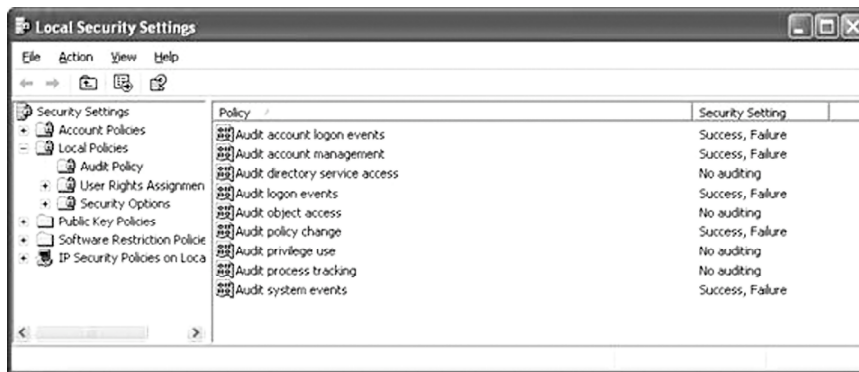 Local Security Settings
File Action View Help
Security Settings
Account Policies
Local Policies
Audit Policy
User Rights Assignmen
Security Options
Public Key Policies
Software Restriction Policie
IP Security Policies on Loca
Policy Security Setting
Audit account logon events Success, Failure
Audit account management Success, Failure
Audit directory service access No auditing
Audit logon events Success, Failure
Audit object access No auditing
Audit policy change Success, Failure
Audit privilege use No auditing
Audit process tracking No auditing
Audit system events Success, Failure